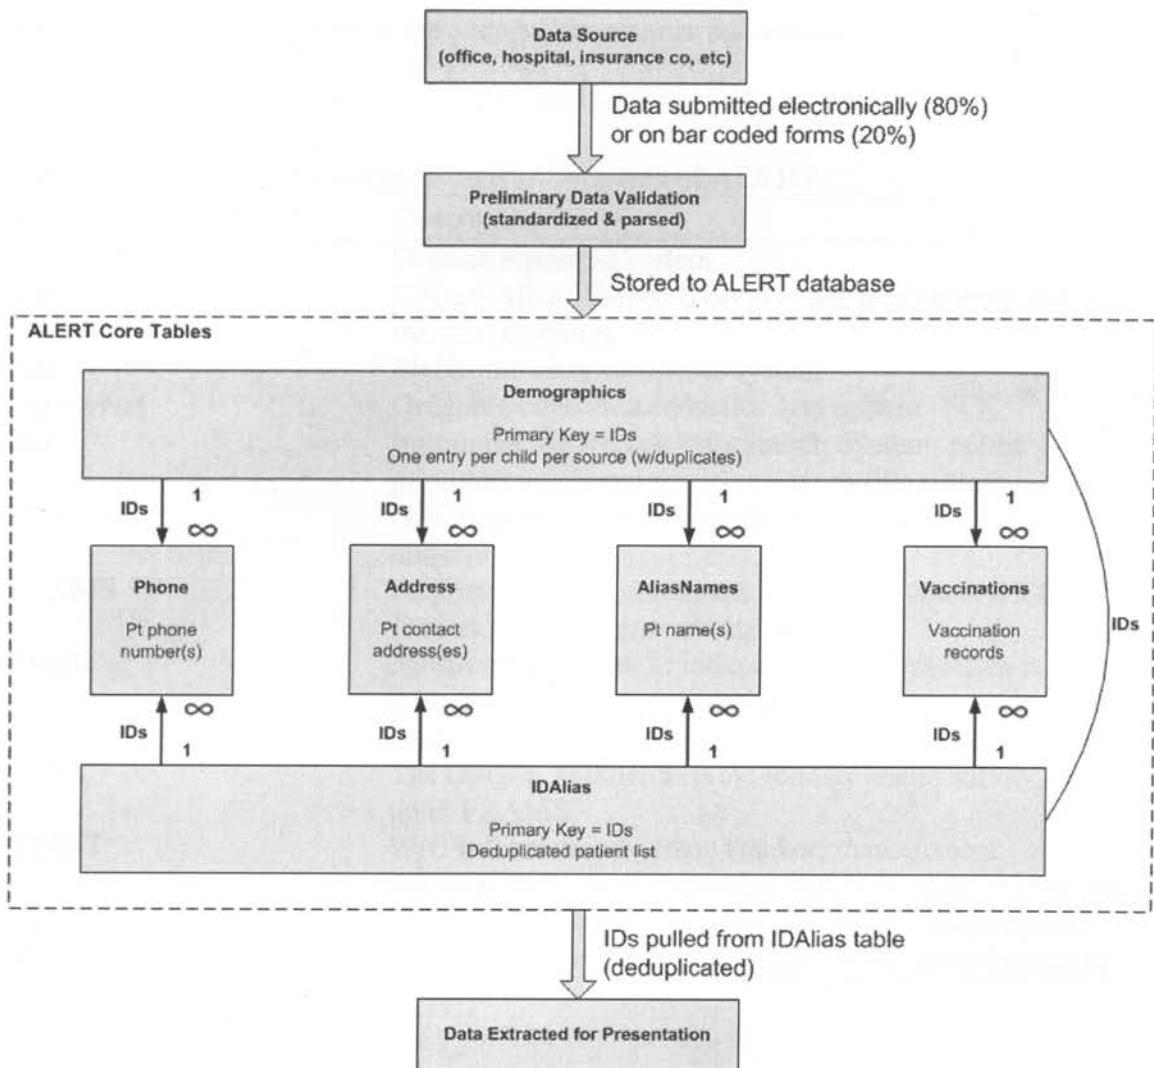 Data Source
(office, hospital, insurance co, etc)
Data submitted electronically (80%)
or on bar coded forms (20%)
Preliminary Data Validation
(standardized & parsed)
Stored to ALERT database
ALERT Core Tables
Demographics
Primary Key = IDs
One entry per child per source (w/duplicates)
IDs 1 IDs 1 IDs 1 IDs 1
∞ ∞ ∞ ∞
Phone Address AliasNames Vaccinations
Pt phone Pt contact Pt name(s) Vaccination
number(s) address(es) records
IDs
∞ ∞ ∞ ∞
IDs 1 IDs 1 IDs 1 IDs 1
IDAlias
Primary Key = IDs
Deduplicated patient list
IDs pulled from IDAlias table
(deduplicated)
Data Extracted for Presentation